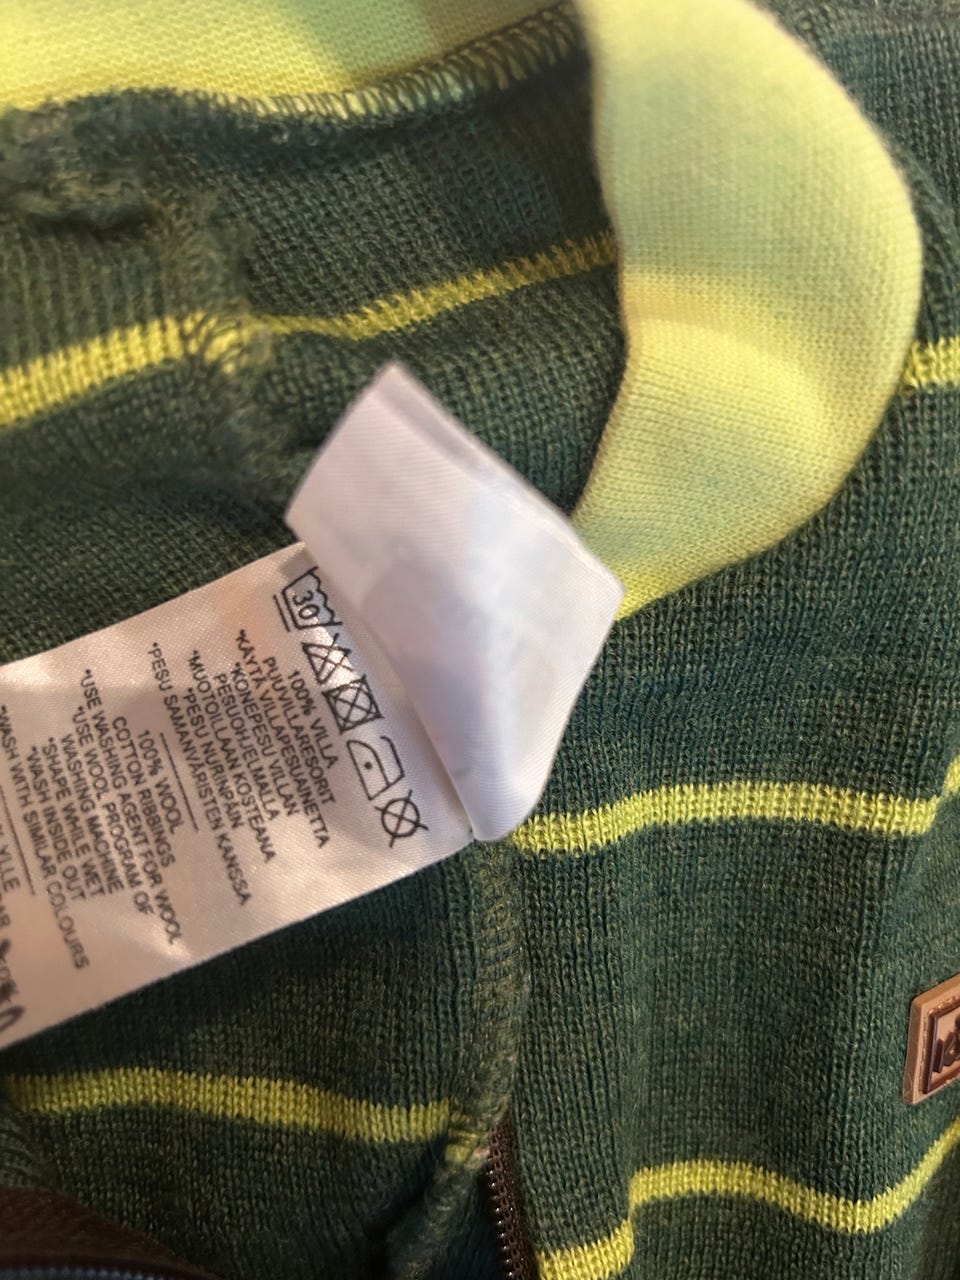 30
100% VILLA
PUUVILLARESORIT
*KÄYTÄ VILLAPESUAINETTA
*KONEPESU VILLAN
PESUOHJELMALLA
*MUOTOILLAAN KOSTEANA
*PESU NURINPÄIN
*PESU SAMANVÄRISTEN KANSSA
100% WOOL
COTTON RIBBINGS
*USE WASHING AGENT FOR WOOL
*USE WOOL PROGRAM OF
WASHING MACHINE
*SHAPE WHILE WET
*WASH INSIDE OUT
*WASH WITH SIMILAR COLOURS